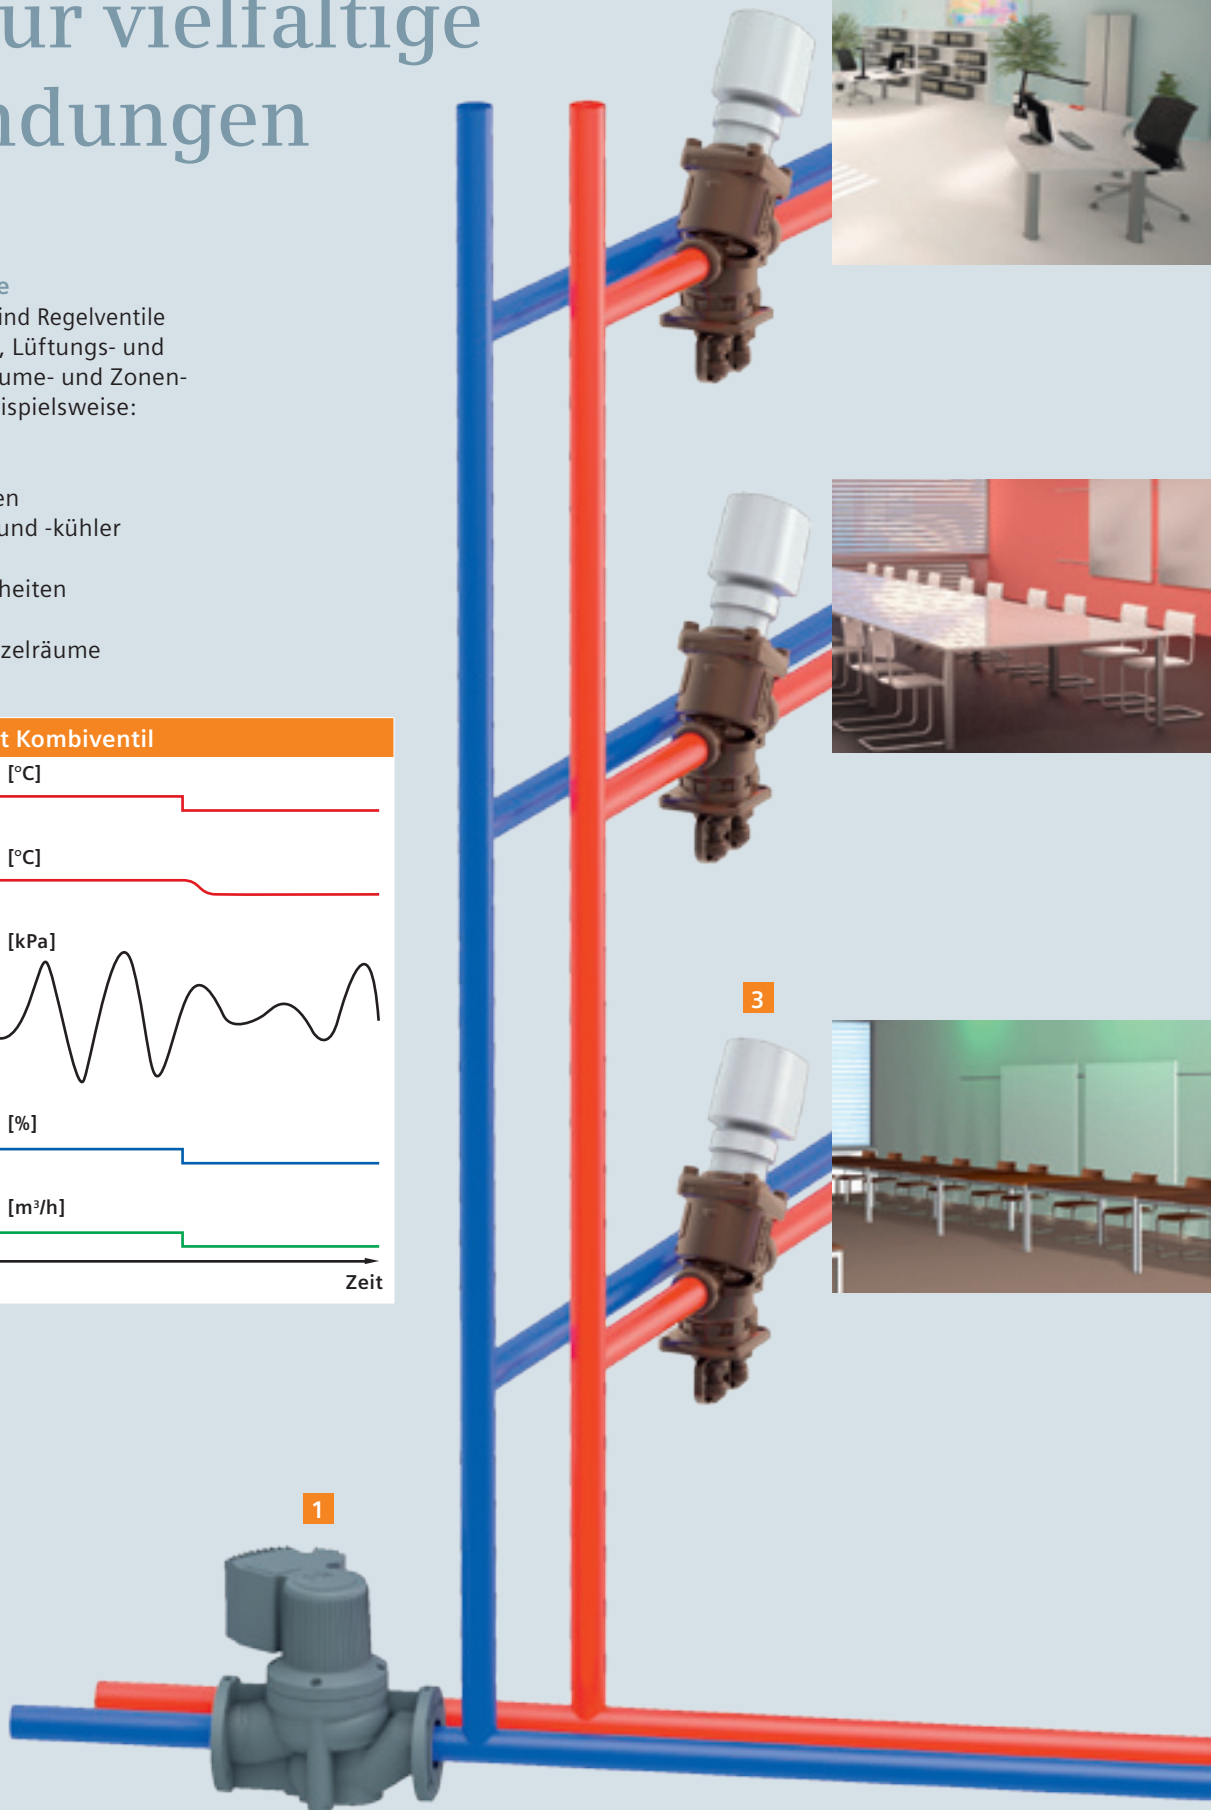 ür vielfältige
ndungen
e
ind Regelventile
, Lüftungs- und
ume- und Zonen-
ispielsweise:
en
und -kühler
heiten
zelräume
t Kombiventil
[°C]
[°C]
[kPa]
[%]
[m³/h]
Zeit
3
1